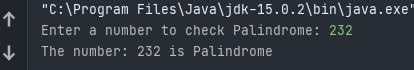 "C:\Program Files\Java\jdk-15.0.2\bin\java.exe"
Enter a number to check Palindrome: 232
The number: 232 is Palindrome